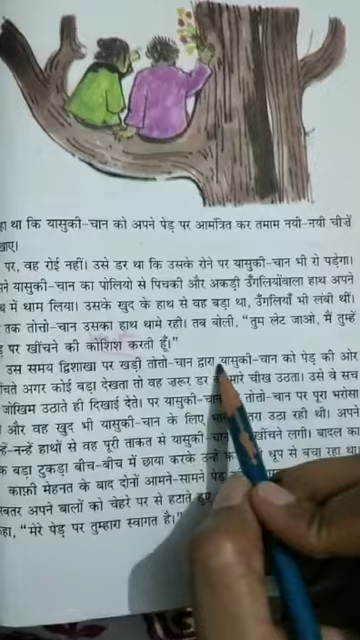 हा था कि यासुकी-चान को अपने पेड़ पर आमंत्रित कर तमाम नयी-नयी चीज़ें
खाए।
पर, वह रोई नहीं। उसे डर था कि उसके रोने पर यासुकी-चान भी रो पड़ेगा।
ने यासुकी-चान का पोलियो से पिचकी और अकड़ी उँगलियोंवाला हाथ अपने
थ में थाम लिया। उसके खुद के हाथ से वह बड़ा था, उँगलियाँ भी लंबी थीं।
तक तोत्तो-चान उसका हाथ थामे रही। तब बोली, "तुम लेट जाओ, मैं तुम्हें
ड़ पर खींचने की कोशिश करती हूँ।"
उस समय द्विशाखा पर खड़ी तोत्तो-चान द्वारा यासुकी-चान को पेड़ की ओर
ींचते अगर कोई बड़ा देखता तो वह ज़रूर डर मारे चीख उठता। उसे वे सच
जोखिम उठाते ही दिखाई देते। पर यासुकी-चान तोत्तो-चान पर पूरा भरोसा
और वह खुद भी यासुकी-चान के लिए उठा रही थी। अपने
न्हें-नन्हें हाथों से वह पूरी ताकत से यासुकी-चान खींचने लगी। बादल का
क बड़ा टुकड़ा बीच-बीच में छाया करके उन्हें धूप से बचा रहा था।
काफ़ी मेहनत के बाद दोनों आमने-सामने पेड़
अपने बालों को चेहरे पर से हटाते हुए
हा, "मेरे पेड़ पर तुम्हारा स्वागत है।"